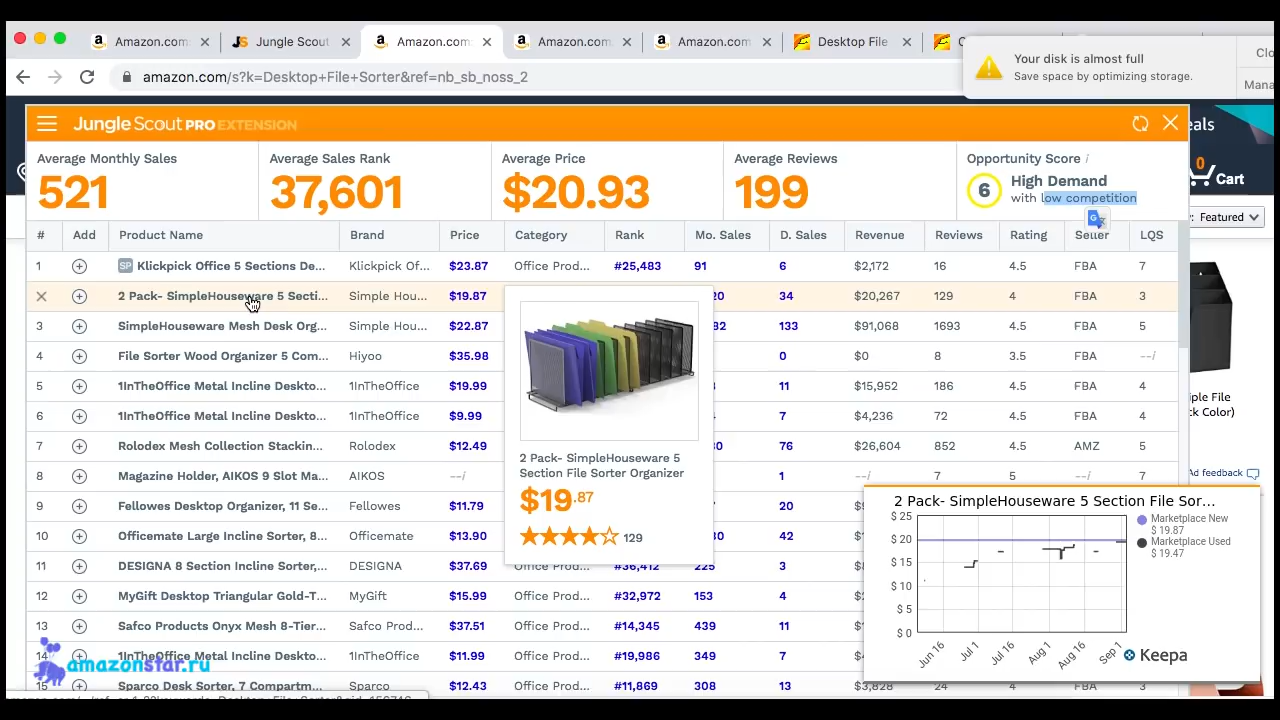 Amazon.com: Jungle Scout Amazon.com: Amazon.com: Amazon.com: Desktop File
Your disk is almost full
Save space by optimizing storage.
Clo
Mana
amazon.com/s?k=Desktop+File+Sorter&ref=nb_sb_noss_2
Jungle Scout PRO EXTENSION
eals
0
Cart
Average Monthly Sales
521
Average Sales Rank
37,601
Average Price
$20.93
Average Reviews
199
Opportunity Score i
6
High Demand
with low competition
: Featured
# Add Product Name Brand Price Category Rank Mo. Sales D. Sales Revenue Reviews Rating Seller LQS
1 SP Klickpick Office 5 Sections De... Klickpick Of... $23.87 Office Prod... #25,483 91 6 $2,172 16 4.5 FBA 7
2 Pack- SimpleHouseware 5 Secti... Simple Hou... $19.87 20 34 $20,267 129 4 FBA 3
3 SimpleHouseware Mesh Desk Org... Simple Hou... $22.87 82 133 $91,068 1693 4.5 FBA 5
4 File Sorter Wood Organizer 5 Com... Hiyoo $35.98 0 $0 8 3.5 FBA --/
5 1InTheOffice Metal Incline Deskto... 1InTheOffice $19.99 11 $15,952 186 4.5 FBA 4
6 1InTheOffice Metal Incline Deskto... 1InTheOffice $9.99 7 $4,236 72 4.5 FBA 4
7 Rolodex Mesh Collection Stackin... Rolodex $12.49 30 76 $26,604 852 4.5 AMZ 5
8 Magazine Holder, AIKOS 9 Slot Ma... AIKOS --/ 1 --/ 7 5 --/ 7
9 Fellowes Desktop Organizer, 11 Se... Fellowes $11.79 20
10 Officemate Large Incline Sorter, 8... Officemate $13.90 30 42
11 DESIGNA 8 Section Incline Sorter,... DESIGNA $37.69 Office Prod... #36,412 225 3
12 MyGift Desktop Triangular Gold-T... MyGift $15.99 Office Prod... #32,972 153 4
13 Safco Products Onyx Mesh 8-Tier... Safco Prod... $37.51 Office Prod... #14,345 439 11
14 1InTheOffice Metal Incline Deskto... 1InTheOffice $11.99 Office Prod... #19,986 349 7
15 Sparco Desk Sorter, 7 Compartm... Sparco $12.43 Office Prod... #11,869 308 13 $3,828 24 4 FBA 3
2 Pack- SimpleHouseware 5
Section File Sorter Organizer
$19.87
129
ple File
ck Color)
Ad feedback
2 Pack- SimpleHouseware 5 Section File Sor...
$ 25
$ 20
$ 15
$ 10
$ 5
$ 0
Jun 16 Jul 1 Jul 16 Aug 1 Aug 16 Sep 1
Marketplace New
$ 19.87
Marketplace Used
$ 19.47
Keepa
amazonstar.ru